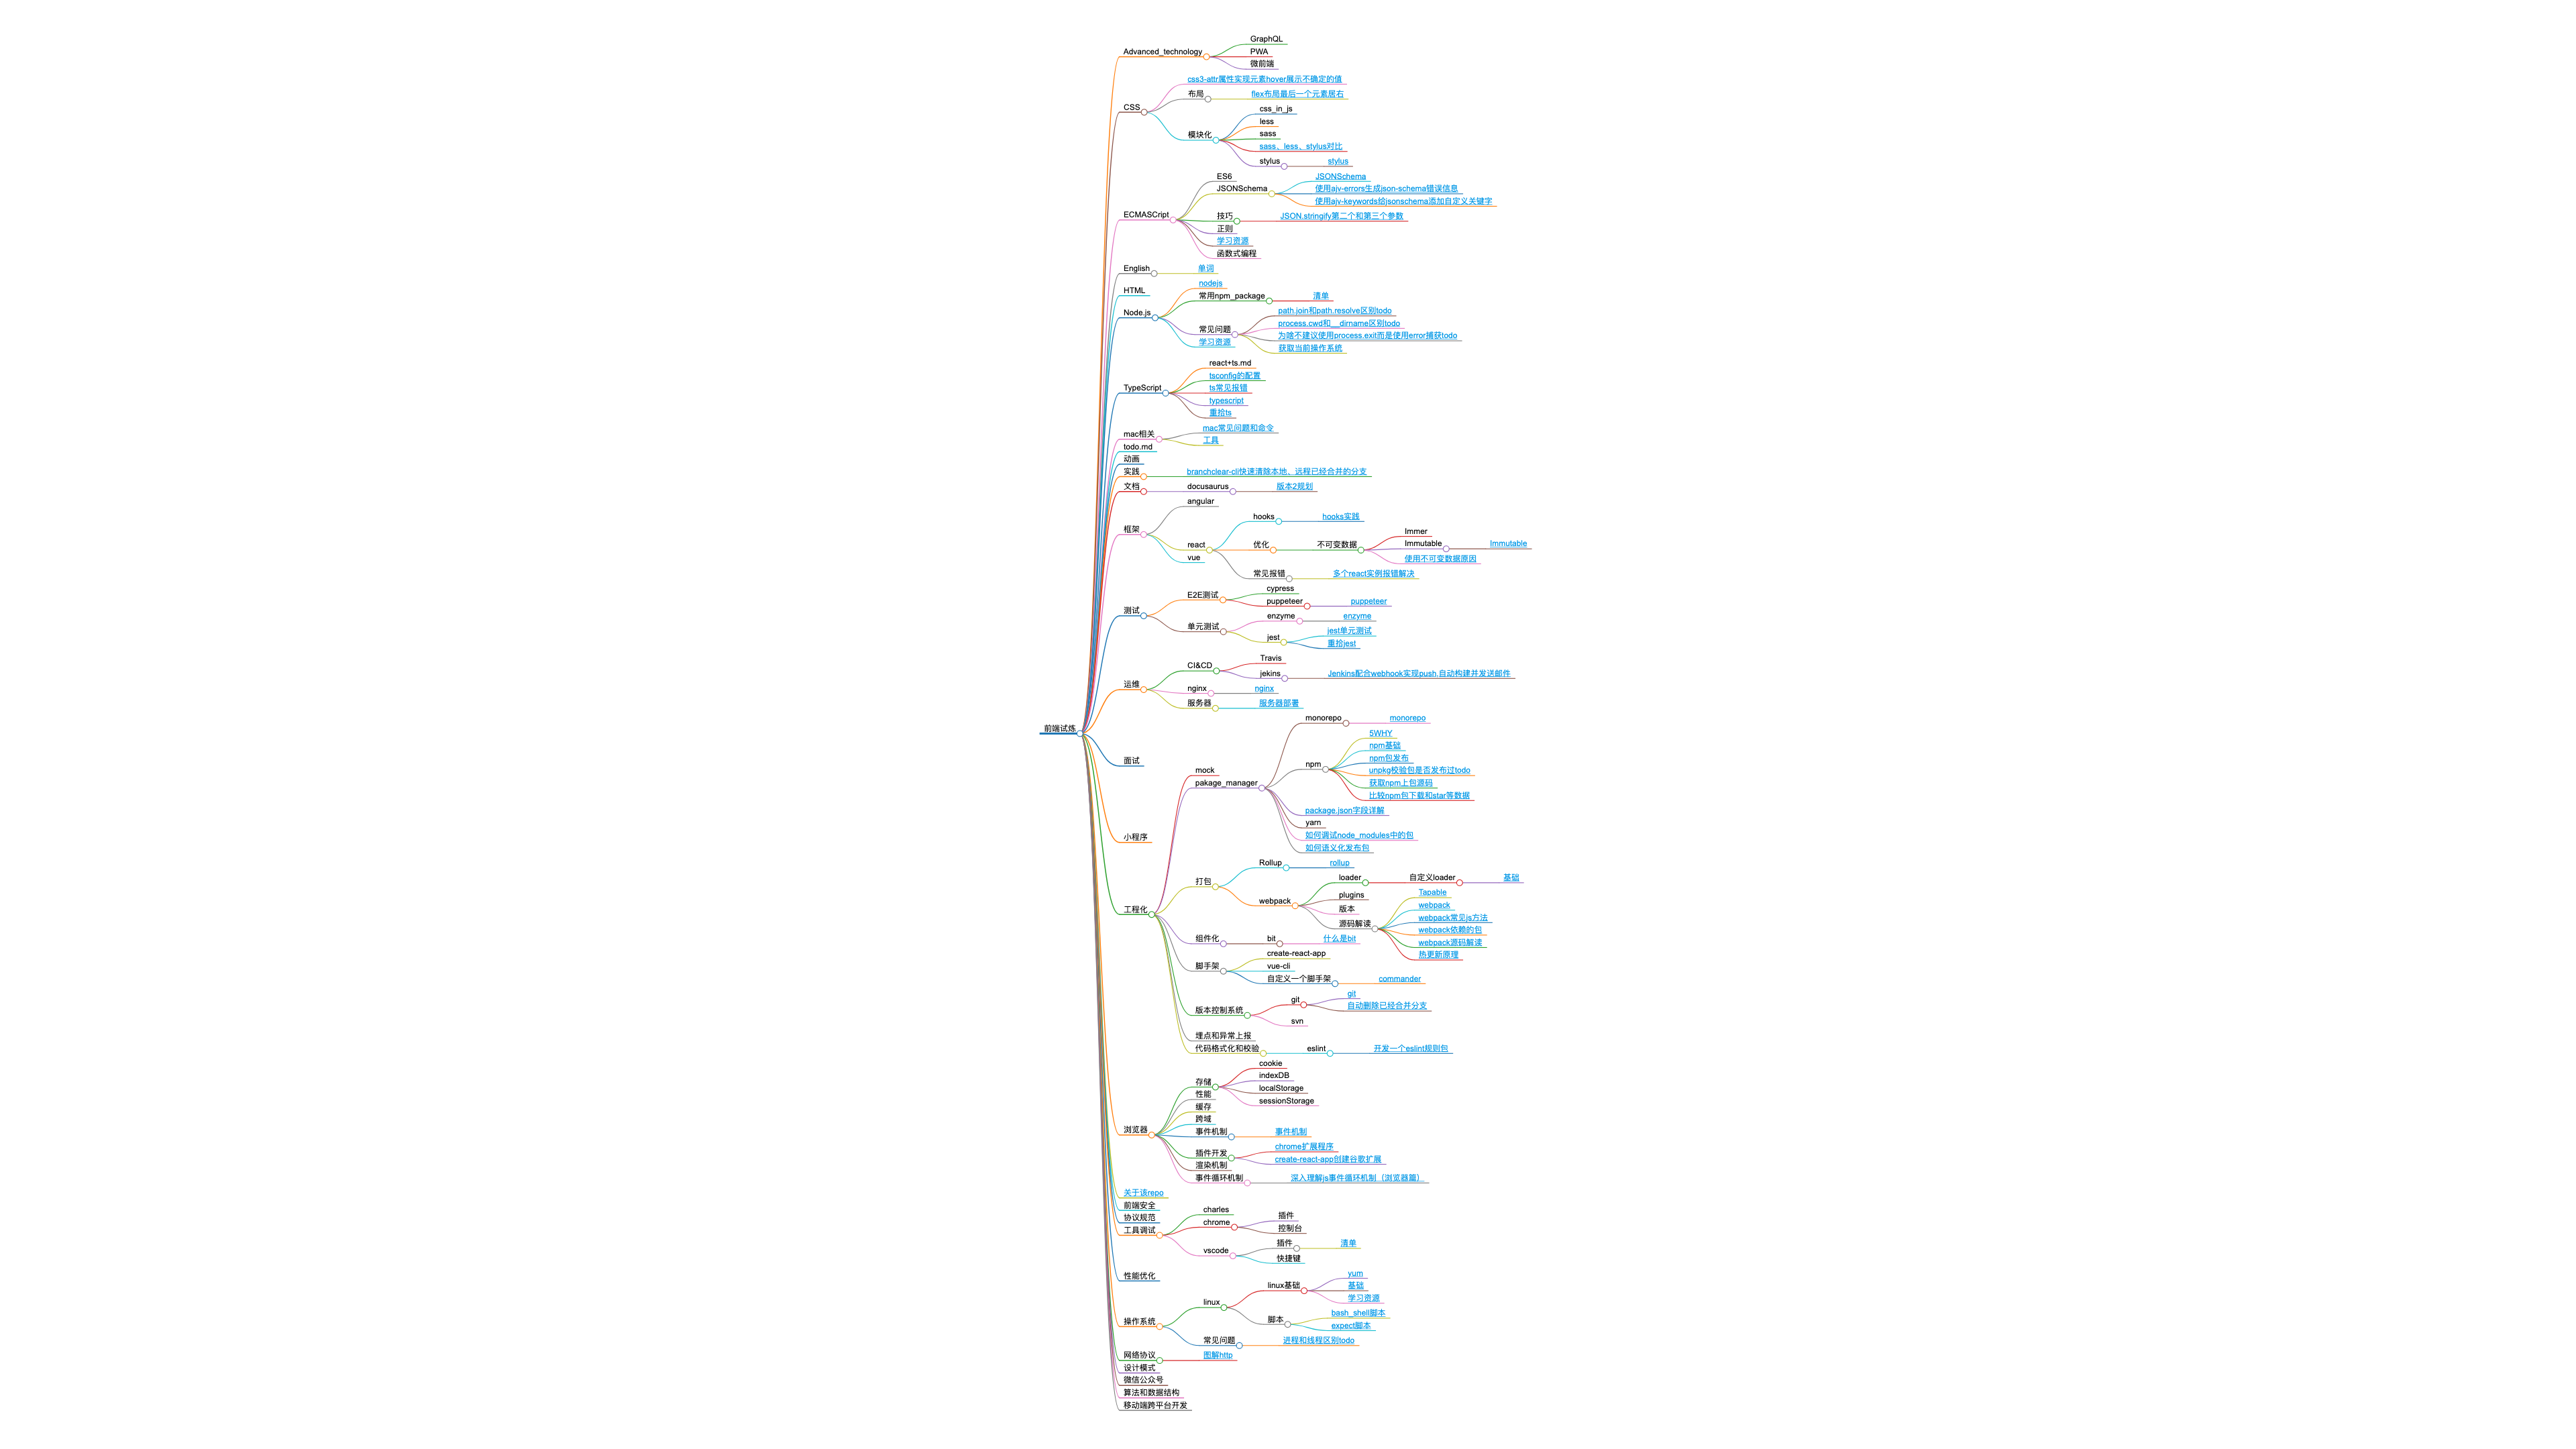 前端试炼
Advanced_technology
GraphQL
PWA
微前端
CSS
css3-attr属性实现元素hover展示不确定的值
布局
flex布局最后一个元素居右
模块化
css_in_js
less
sass
sass、less、stylus对比
stylus
stylus
ECMASCript
ES6
JSONSchema
JSONSchema
使用ajv-errors生成json-schema错误信息
使用ajv-keywords给jsonschema添加自定义关键字
技巧
JSON.stringify第二个和第三个参数
正则
学习资源
函数式编程
English
单词
HTML
Node.js
nodejs
常用npm_package
清单
常见问题
path.join和path.resolve区别todo
process.cwd和__dirname区别todo
为啥不建议使用process.exit而是使用error捕获todo
获取当前操作系统
学习资源
TypeScript
react+ts.md
tsconfig的配置
ts常见报错
typescript
重拾ts
mac相关
mac常见问题和命令
工具
todo.md
动画
实践
branchclear-cli快速清除本地、远程已经合并的分支
文档
docusaurus
版本2规划
框架
angular
react
hooks
hooks实践
优化
不可变数据
Immer
Immutable
Immutable
使用不可变数据原因
常见报错
多个react实例报错解决
vue
测试
E2E测试
cypress
puppeteer
puppeteer
单元测试
enzyme
enzyme
jest
jest单元测试
重拾jest
运维
CI&CD
Travis
jekins
Jenkins配合webhook实现push,自动构建并发送邮件
nginx
nginx
服务器
服务器部署
面试
小程序
工程化
mock
pakage_manager
monorepo
monorepo
npm
5WHY
npm基础
npm包发布
unpkg校验包是否发布过todo
获取npm上包源码
比较npm包下载和star等数据
package.json字段详解
yarn
如何调试node_modules中的包
如何语义化发布包
打包
Rollup
rollup
webpack
loader
自定义loader
基础
plugins
版本
源码解读
Tapable
webpack
webpack常见js方法
webpack依赖的包
webpack源码解读
热更新原理
组件化
bit
什么是bit
脚手架
create-react-app
vue-cli
自定义一个脚手架
commander
版本控制系统
git
git
自动删除已经合并分支
svn
埋点和异常上报
代码格式化和校验
eslint
开发一个eslint规则包
浏览器
存储
cookie
indexDB
localStorage
sessionStorage
性能
缓存
跨域
事件机制
事件机制
插件开发
chrome扩展程序
create-react-app创建谷歌扩展
渲染机制
事件循环机制
深入理解js事件循环机制（浏览器篇）
关于该repo
前端安全
协议规范
工具调试
charles
chrome
插件
控制台
vscode
插件
清单
快捷键
性能优化
操作系统
linux
linux基础
yum
基础
学习资源
脚本
bash_shell脚本
expect脚本
常见问题
进程和线程区别todo
网络协议
图解http
设计模式
微信公众号
算法和数据结构
移动端跨平台开发